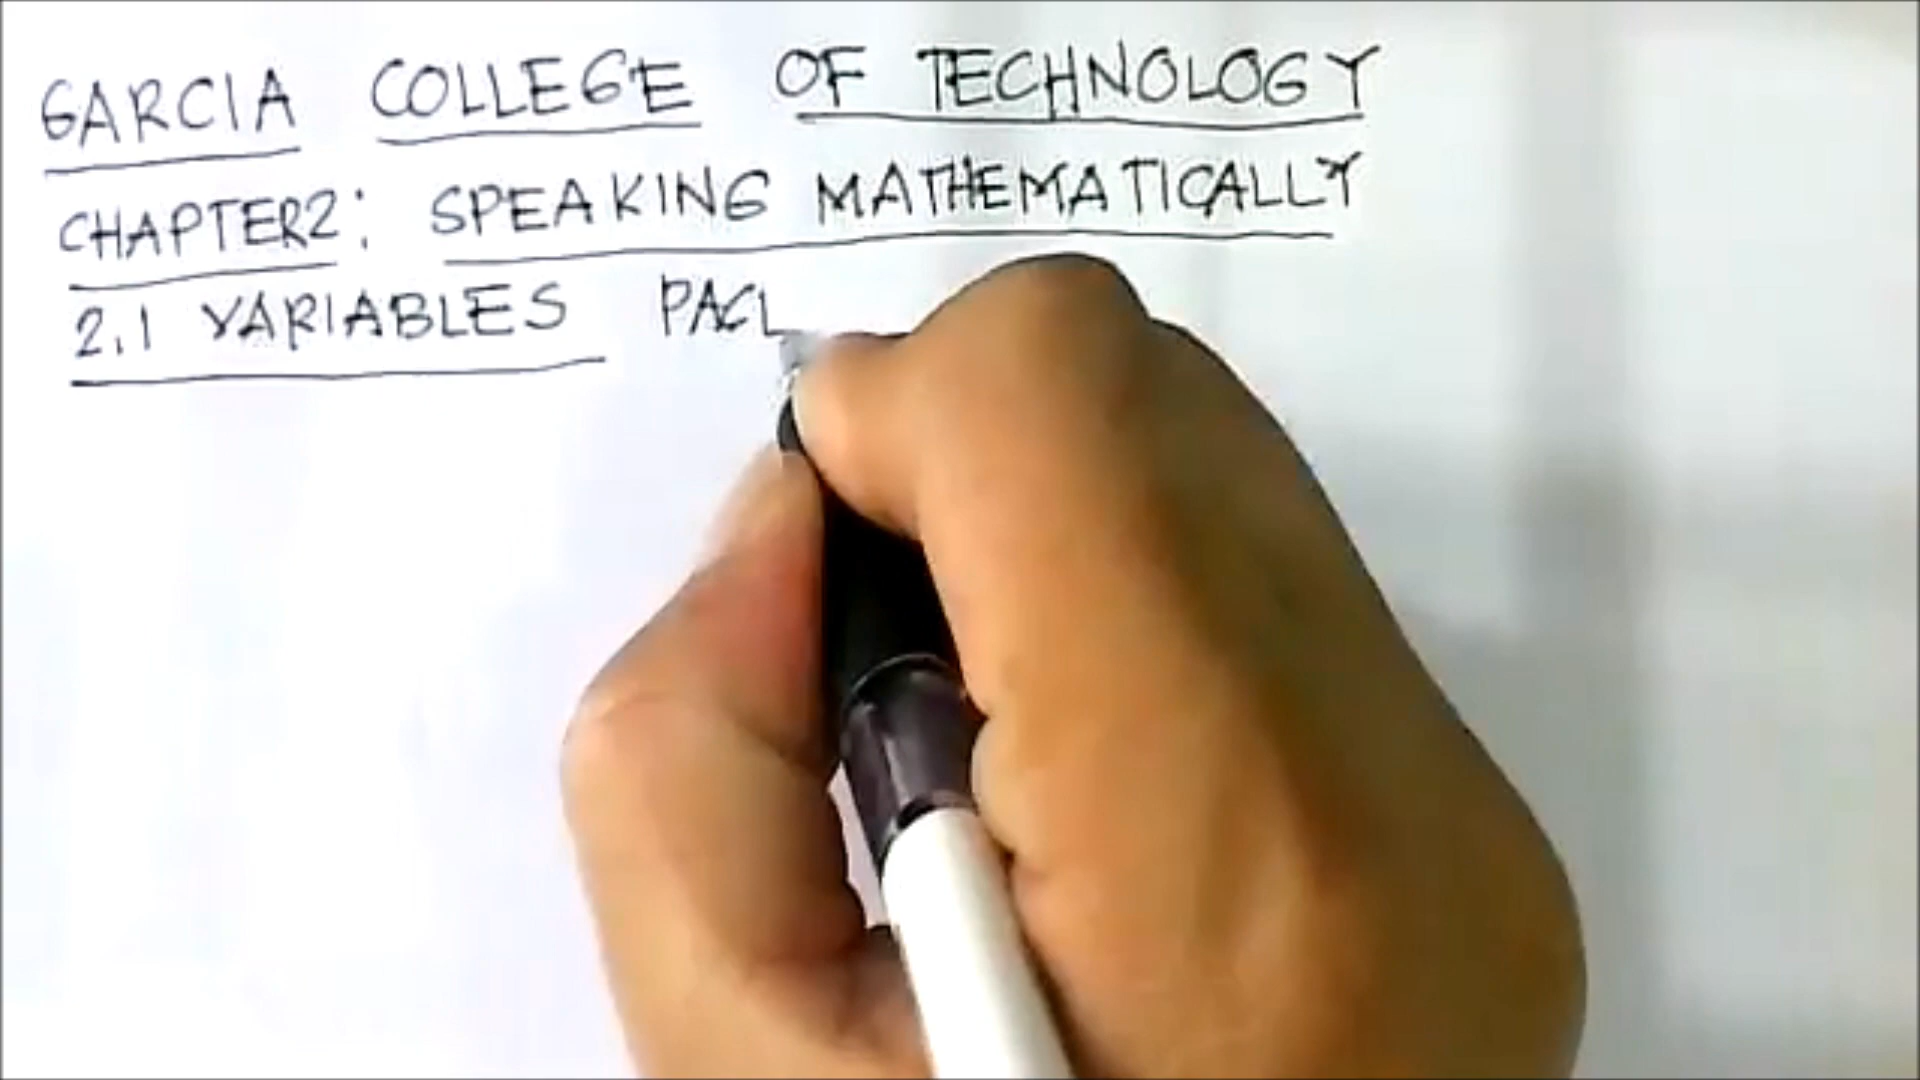 GARCIA COLLEGE OF TECHNOLOGY
CHAPTER2: SPEAKING MATHEMATICALLY
2.1 VARIABLES